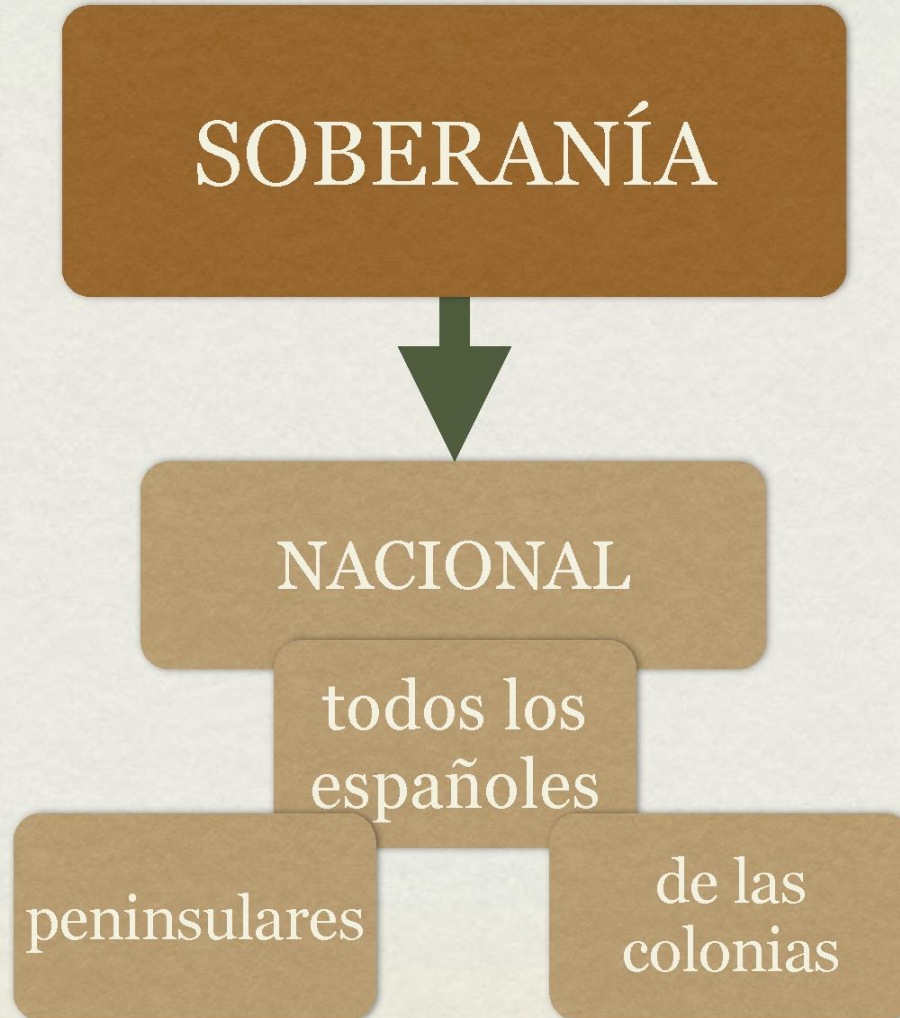 SOBERANÍA
NACIONAL
todos los
españoles
peninsulares
de las
colonias